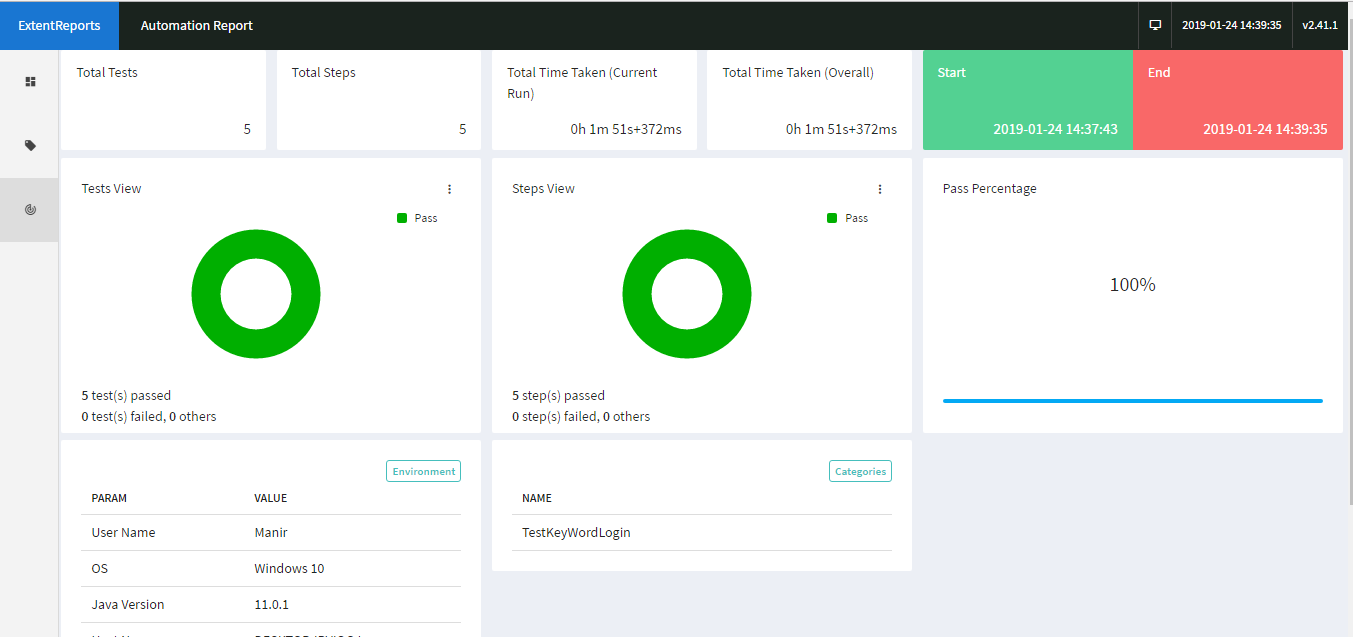 ExtentReports Automation Report 2019-01-24 14:39:35 v2.41.1
Total Tests
5
Total Steps
5
Total Time Taken (Current
Run)
0h 1m 51s+372ms
Total Time Taken (Overall)
0h 1m 51s+372ms
Start
2019-01-24 14:37:43
End
2019-01-24 14:39:35
Tests View
Pass
5 test(s) passed
0 test(s) failed, 0 others
Steps View
Pass
5 step(s) passed
0 step(s) failed, 0 others
Pass Percentage
100%
Environment
PARAM VALUE
User Name Manir
OS Windows 10
Java Version 11.0.1
Categories
NAME
TestKeyWordLogin